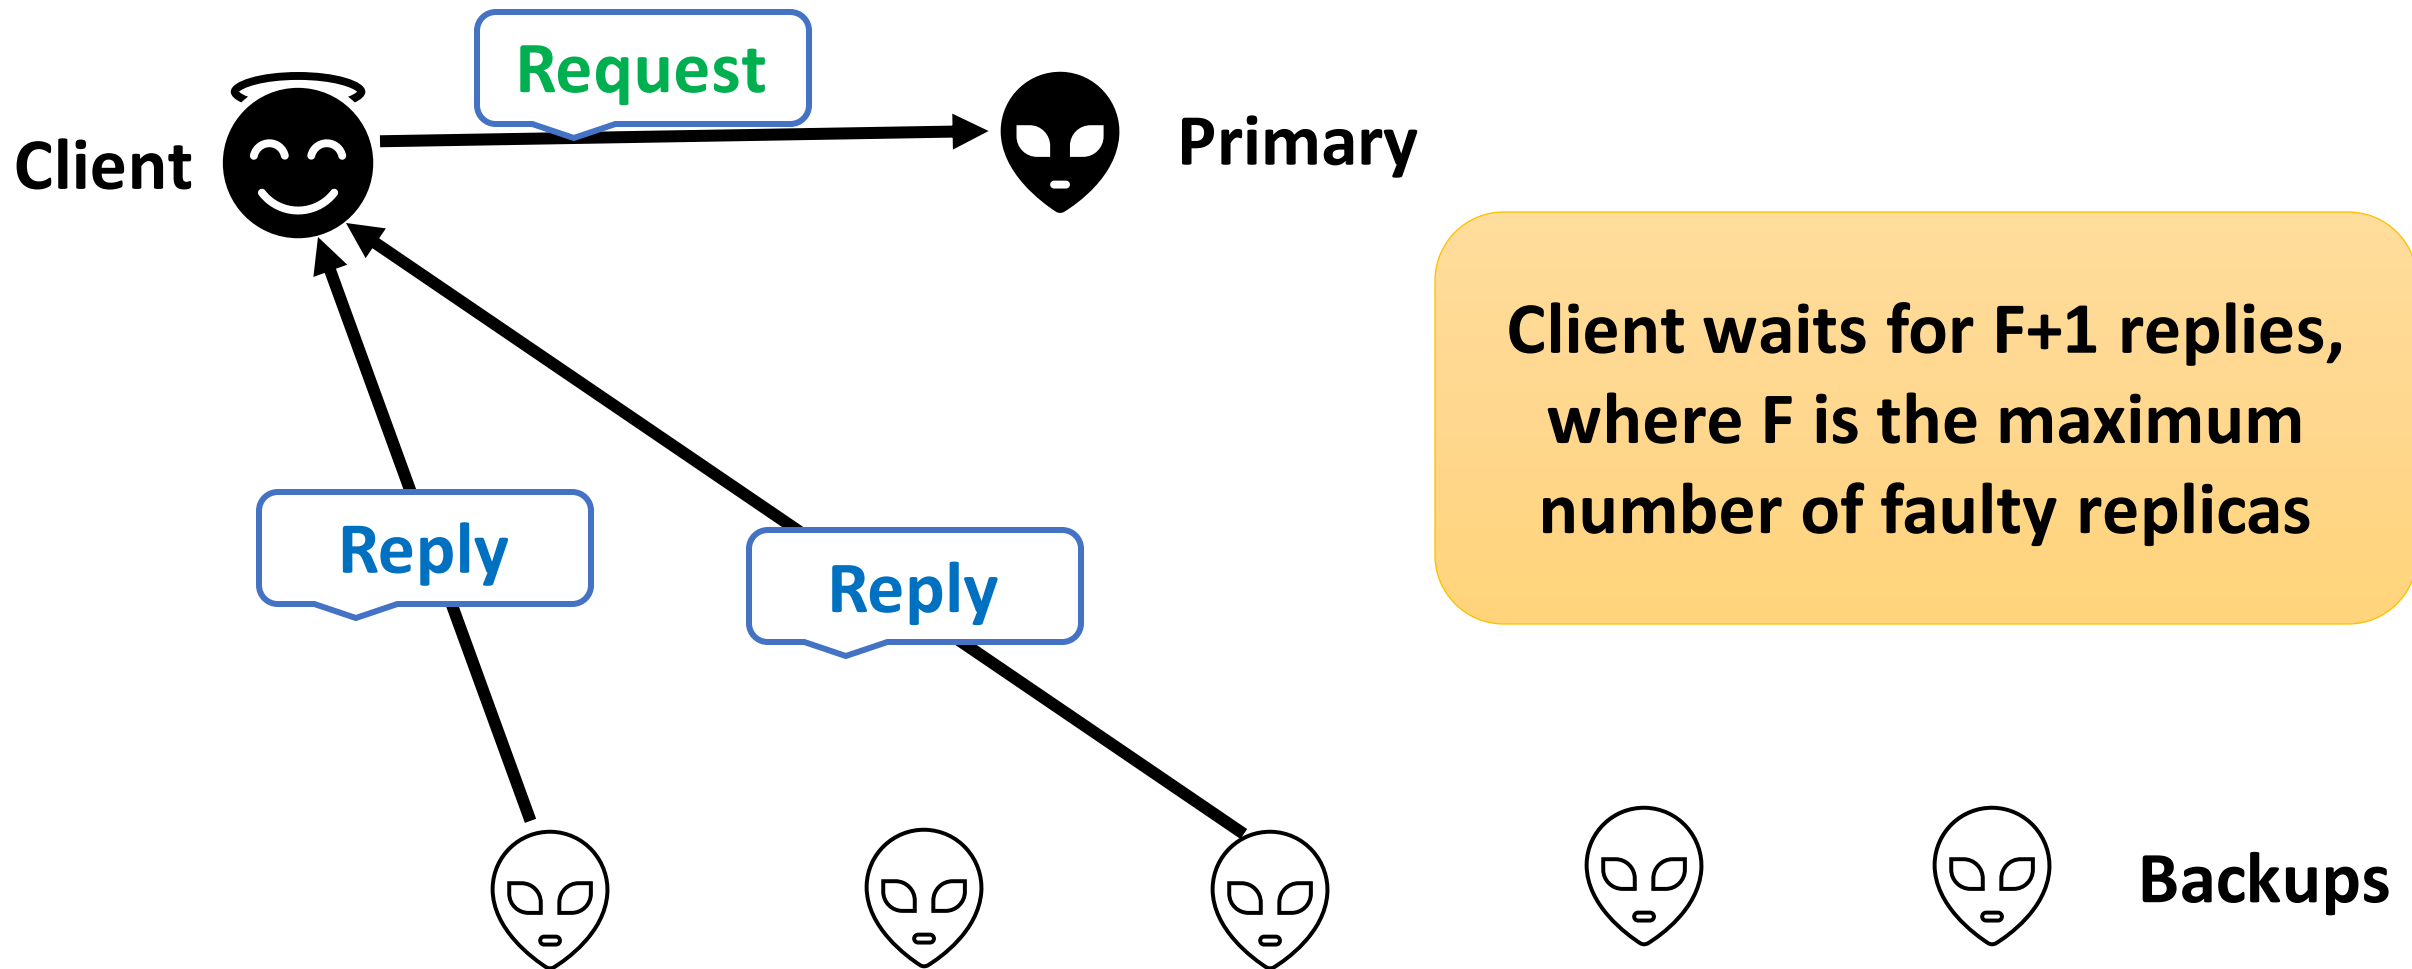 Request
Client
Primary
Client waits for F+1 replies,
where F is the maximum
number of faulty replicas
Reply
Reply
Backups